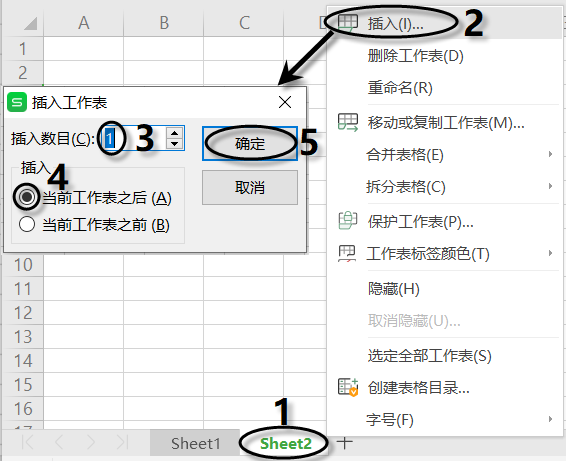 A B C D
插入(I)... 2
1
2
删除工作表(D)
重命名(R)
S 插入工作表
插入数目(C): 1 3
确定 5
移动或复制工作表(M)...
合并表格(E)
插入 4
取消
拆分表格(C)
当前工作表之后 (A)
当前工作表之前 (B)
保护工作表(P)...
工作表标签颜色(T)
10
11
隐藏(H)
12
取消隐藏(U)...
13
14
选定全部工作表(S)
15
创建表格目录...
16
1
字号(F)
17
Sheet1 Sheet2